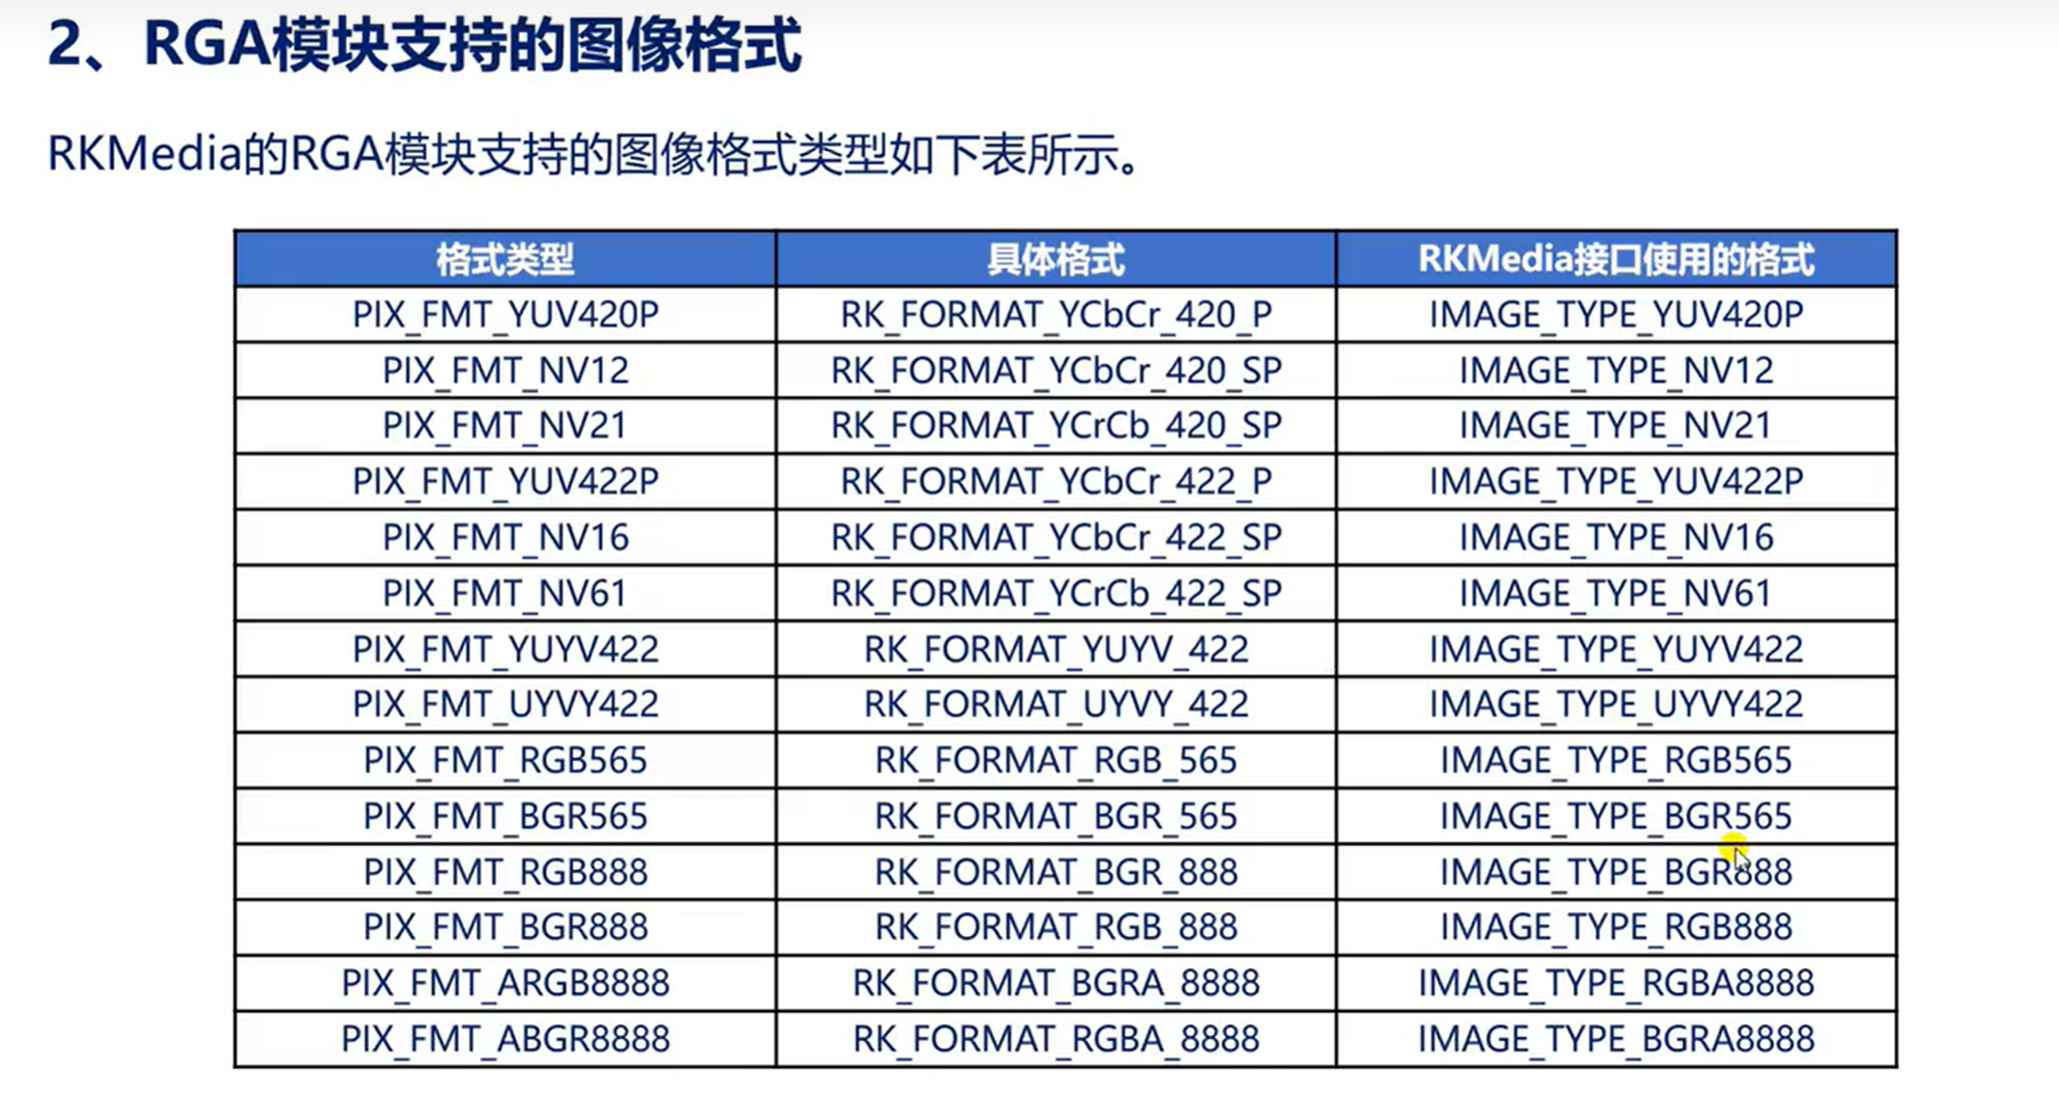 2、RGA模块支持的图像格式
RKMedia的RGA模块支持的图像格式类型如下表所示。
格式类型 具体格式 RKMedia接口使用的格式
PIX_FMT_YUV420P RK_FORMAT_YCbCr_420_P IMAGE_TYPE_YUV420P
PIX_FMT_NV12 RK_FORMAT_YCbCr_420_SP IMAGE_TYPE_NV12
PIX_FMT_NV21 RK_FORMAT_YCrCb_420_SP IMAGE_TYPE_NV21
PIX_FMT_YUV422P RK_FORMAT_YCbCr_422_P IMAGE_TYPE_YUV422P
PIX_FMT_NV16 RK_FORMAT_YCbCr_422_SP IMAGE_TYPE_NV16
PIX_FMT_NV61 RK_FORMAT_YCrCb_422_SP IMAGE_TYPE_NV61
PIX_FMT_YUYV422 RK_FORMAT_YUYV_422 IMAGE_TYPE_YUYV422
PIX_FMT_UYVY422 RK_FORMAT_UYVY_422 IMAGE_TYPE_UYVY422
PIX_FMT_RGB565 RK_FORMAT_RGB_565 IMAGE_TYPE_RGB565
PIX_FMT_BGR565 RK_FORMAT_BGR_565 IMAGE_TYPE_BGR565
PIX_FMT_RGB888 RK_FORMAT_BGR_888 IMAGE_TYPE_BGR888
PIX_FMT_BGR888 RK_FORMAT_RGB_888 IMAGE_TYPE_RGB888
PIX_FMT_ARGB8888 RK_FORMAT_BGRA_8888 IMAGE_TYPE_RGBA8888
PIX_FMT_ABGR8888 RK_FORMAT_RGBA_8888 IMAGE_TYPE_BGRA8888